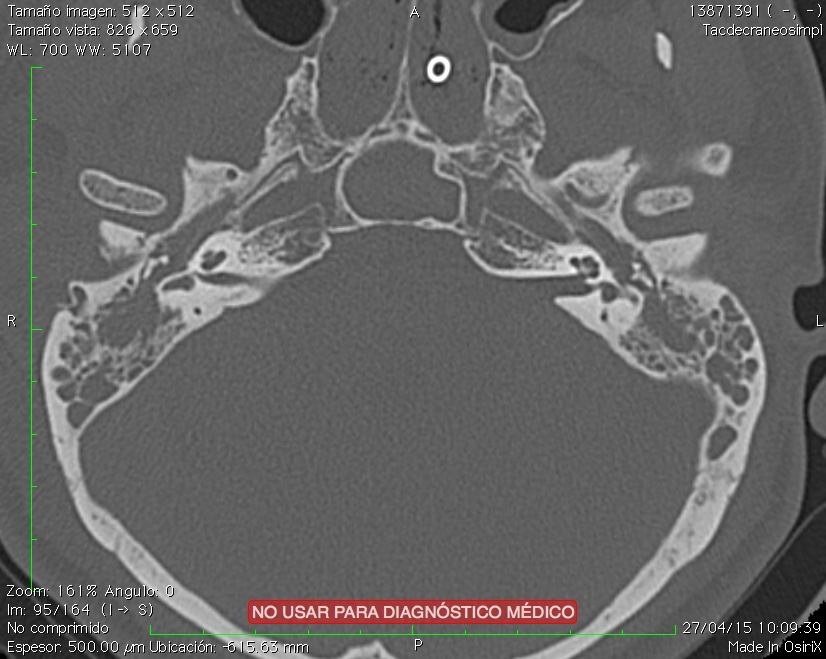 Tamaño imagen: 512 x 512
Tamaño vista: 826 x 659
WL: 700 WW: 5107
A
13871391 ( -, -)
Tacdecraneosimpl
R
L
Zoom: 161% Angulo: 0
Im: 95/164 (I -> S)
No comprimido
Espesor: 500.00 µm Ubicación: -615.63 mm
NO USAR PARA DIAGNÓSTICO MÉDICO
P
27/04/15 10:09:39
Made In OsiriX